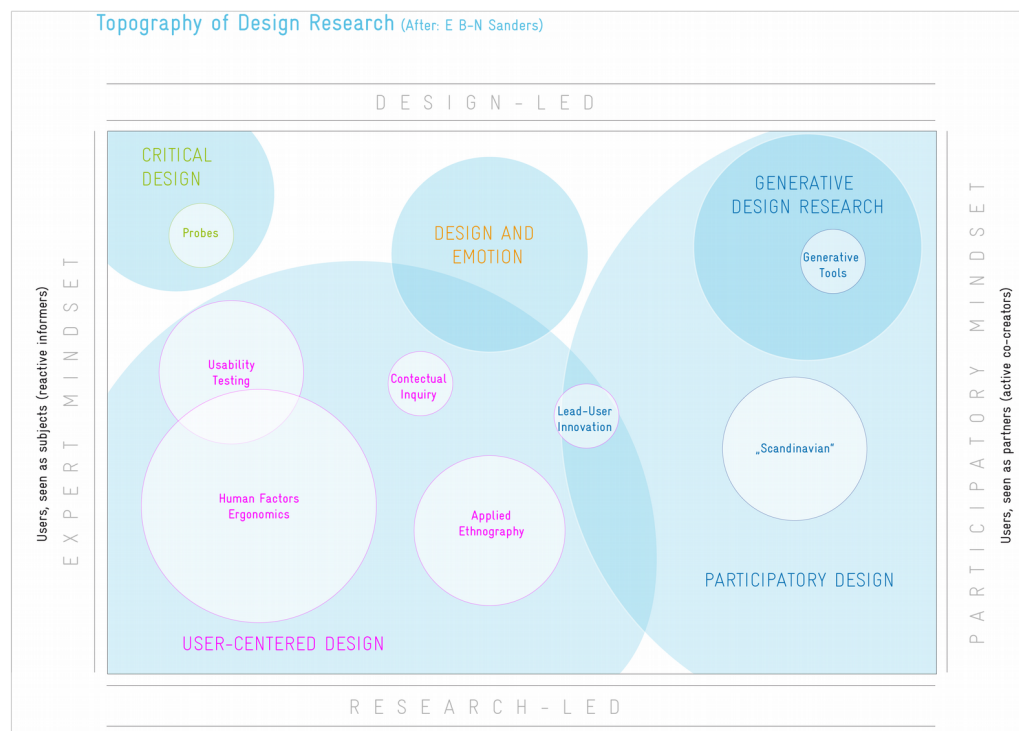 Topography of Design Research (After: E B-N Sanders)
DESIGN-LED
CRITICAL
DESIGN
Probes
DESIGN AND
EMOTION
GENERATIVE
DESIGN RESEARCH
Generative
Tools
Users, seen as subjects (reactive informers)
EXPERT MINDSET
Usability
Testing
Contectual
Inquiry
Lead-User
Innovation
„Scandinavian“
Human Factors
Ergonomics
Applied
Ethnography
PARTICIPATORY DESIGN
USER-CENTERED DESIGN
PARTICIPATORY MINDSET
Users, seen as partners (active co-creators)
RESEARCH-LED